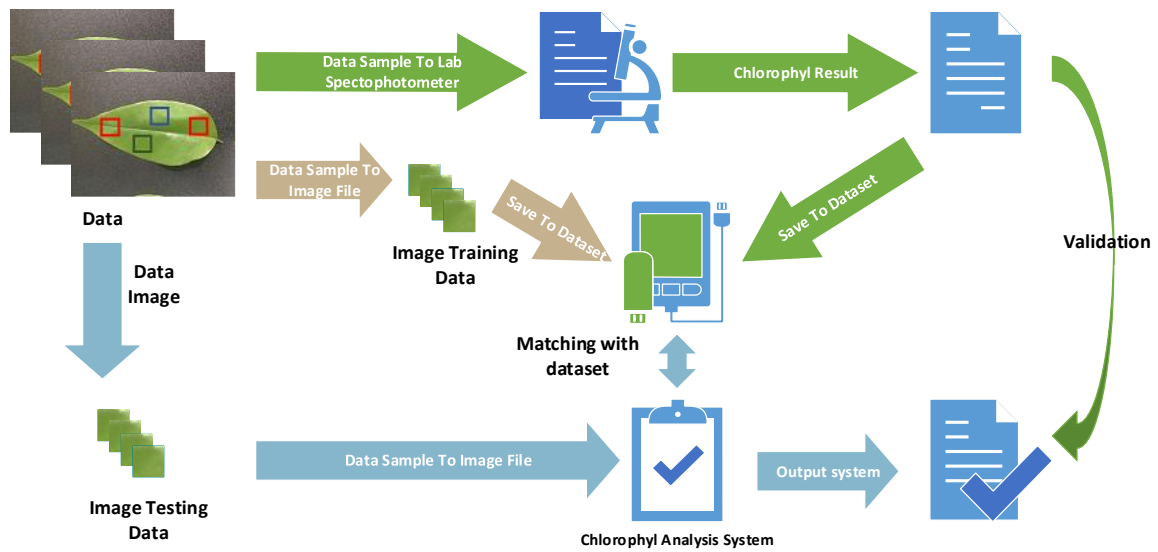 Data Sample To Lab
Spectophotometer
Chlorophyl Result
Data Sample To
Image File
Save To Dataset
Save To Dataset
Data
Image Training
Data
Validation
Data
Image
Matching with
dataset
Data Sample To Image File
Output system
Image Testing
Data
Chlorophyl Analysis System